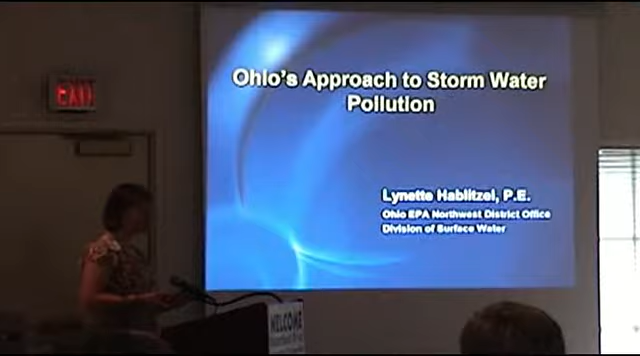 EXIT
Ohio's Approach to Storm Water
Pollution
Lynette Hablitzel, P.E.
Ohio EPA Northwest District Office
Division of Surface Water
WELCOME